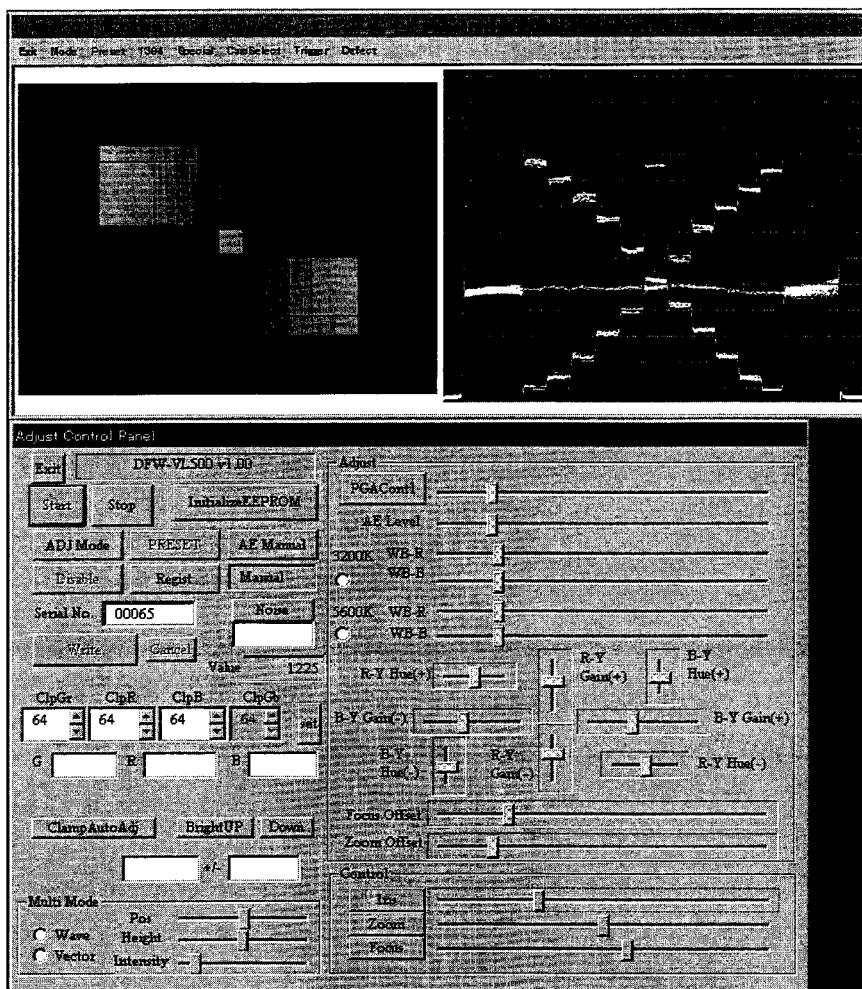 Exit Mode Preset 1394 Special CamSelect Trigger Defect
Adjust Control Panel
Exit DFW-VL500 v1.00
Start Stop InitializeEEPROM
ADJ Mode PRESET AE Manual
Disable Regist Manual
Serial No. 00065 Noise
Write Cancel
Value 1225
ClpGr ClpR ClpB ClpGb
64 64 64 64 set
G R B
ClampAutoAdj BrightUP Down
+/-
Multi Mode
Pos
Wave Height
Vector Intensity
Adjust
PGAContl
AE Level
3200K WB-R
WB-B
5600K WB-R
WB-B
R-Y Hue(+) R-Y Gain(+) B-Y Hue(+)
B-Y Gain(-) B-Y Gain(+)
B-Y Hue(-) R-Y Gain(-) R-Y Hue(-)
Focus Offset
Zoom Offset
Control
Iris
Zoom
Focus